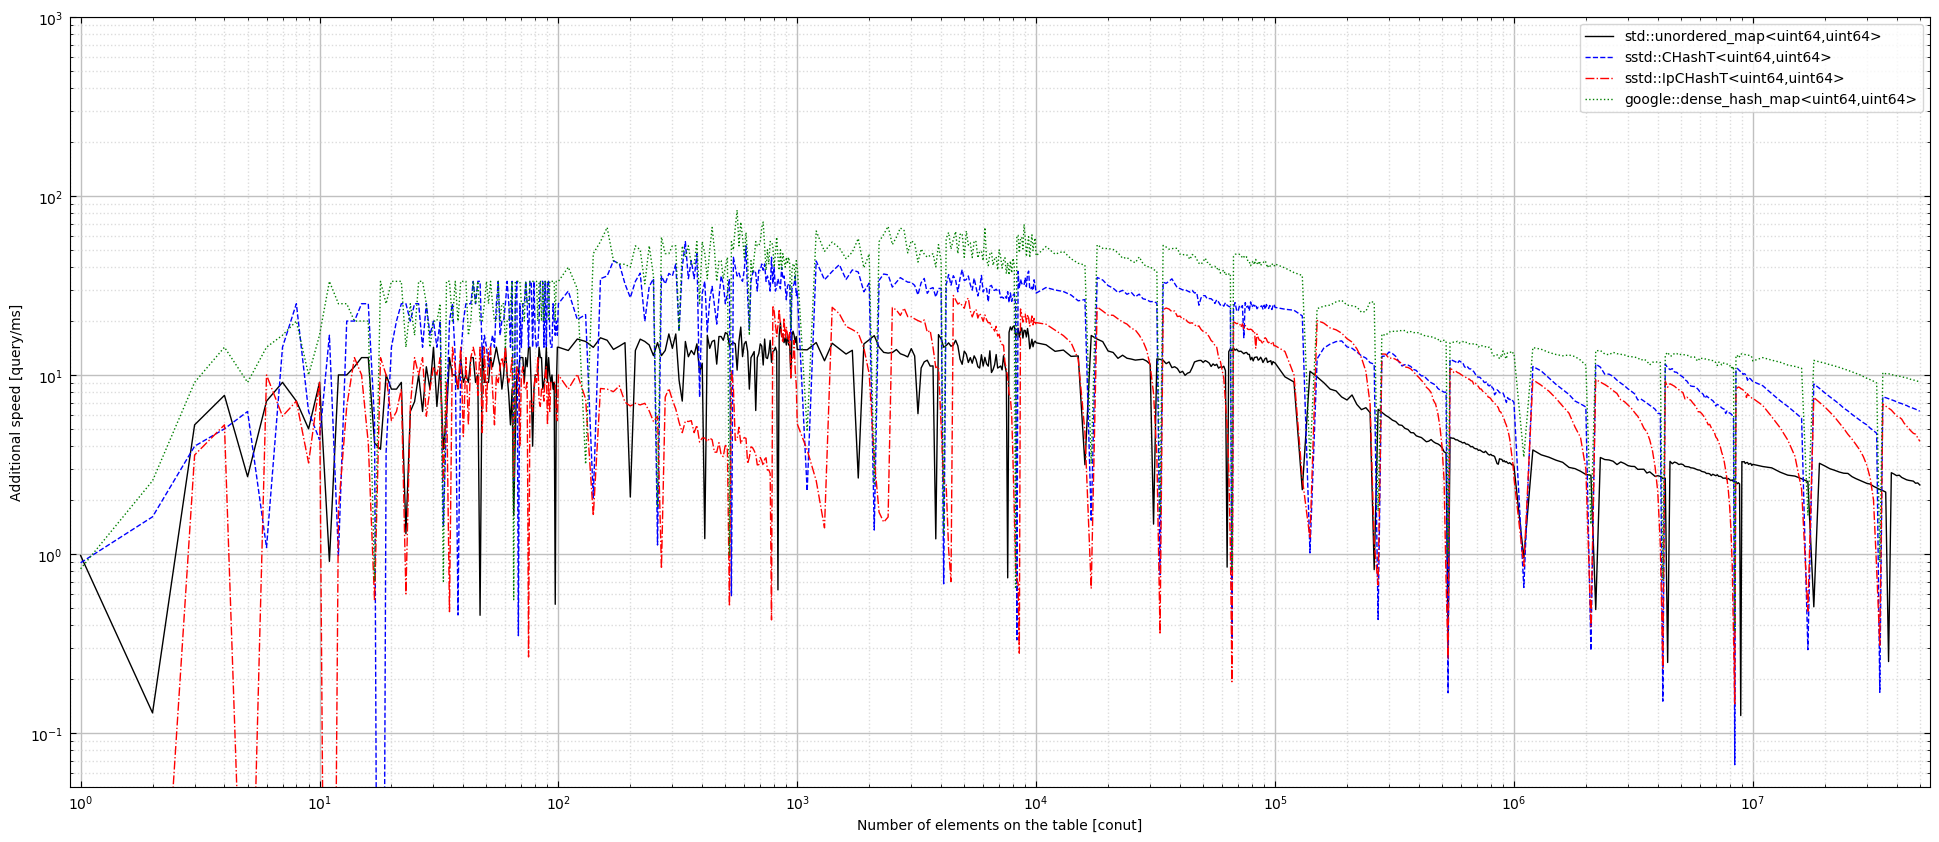 10³
10²
10¹
10⁰
10⁻¹
Additional speed [query/ms]
std::unordered_map<uint64,uint64>
sstd::CHashT<uint64,uint64>
sstd::IpCHashT<uint64,uint64>
google::dense_hash_map<uint64,uint64>
10⁰ 10¹ 10² 10³ 10⁴ 10⁵ 10⁶ 10⁷
Number of elements on the table [conut]